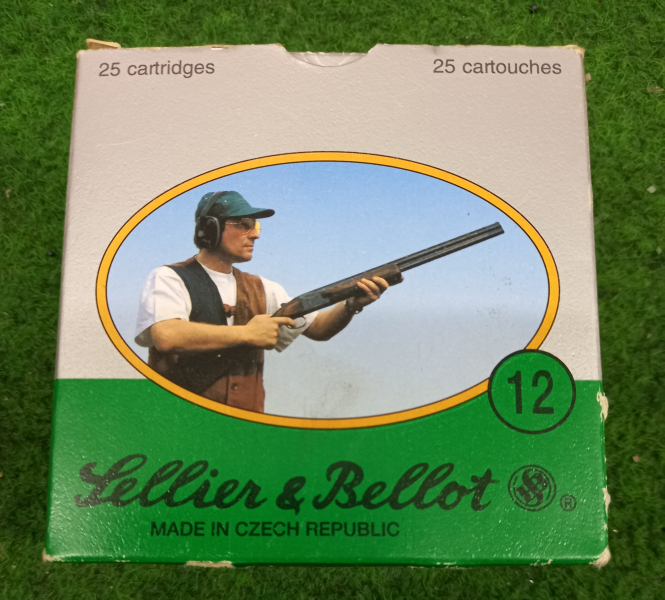 25 cartridges
25 cartouches
12
Sellier & Bellot ®
MADE IN CZECH REPUBLIC